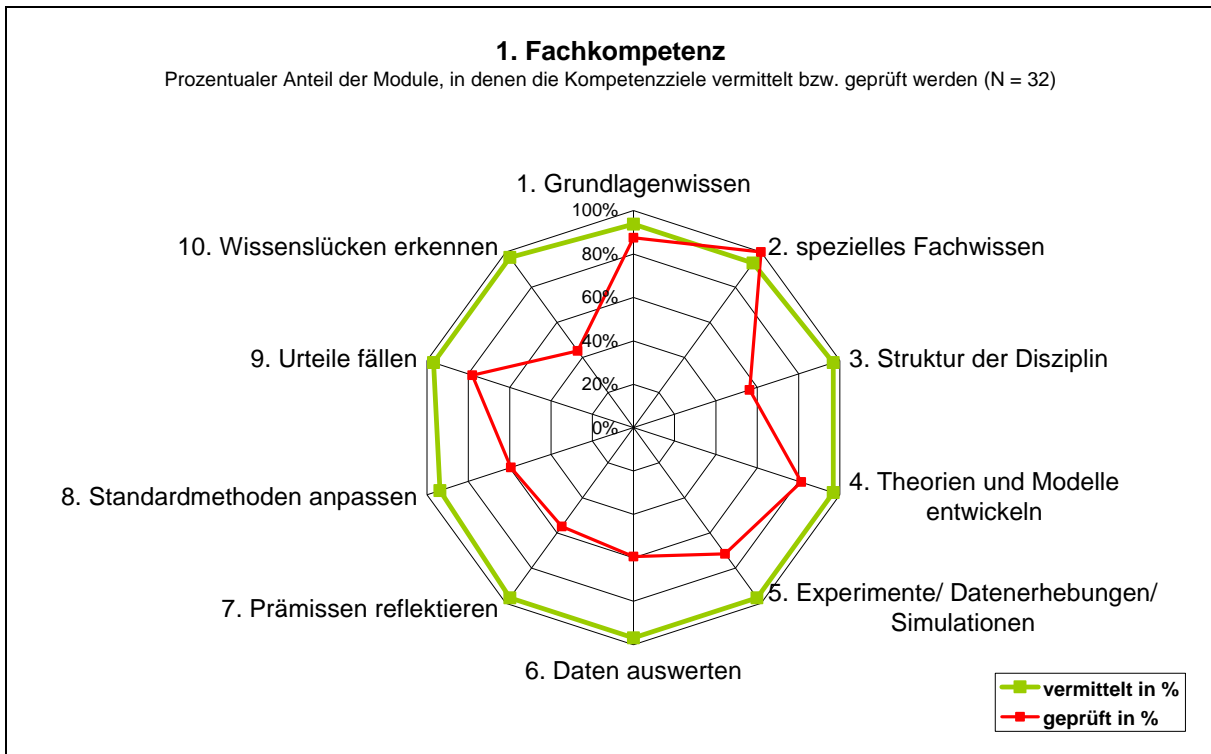 1. Fachkompetenz
Prozentualer Anteil der Module, in denen die Kompetenzziele vermittelt bzw. geprüft werden (N = 32)
1. Grundlagenwissen
100%
10. Wissenslücken erkennen
2. spezielles Fachwissen
80%
60%
9. Urteile fällen
40%
3. Struktur der Disziplin
20%
0%
8. Standardmethoden anpassen
4. Theorien und Modelle
entwickeln
7. Prämissen reflektieren
5. Experimente/ Datenerhebungen/
Simulationen
6. Daten auswerten
vermittelt in %
geprüft in %